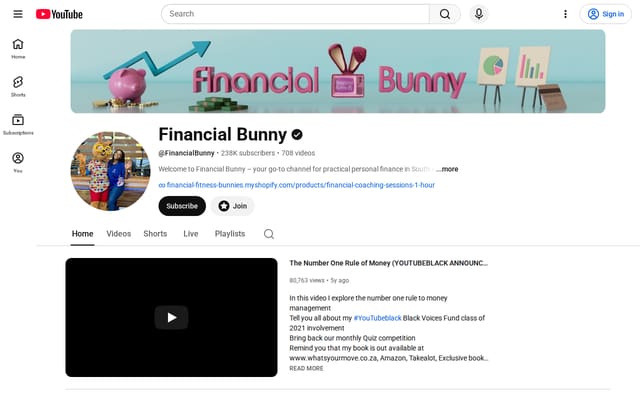 YouTube
Search
Sign in
Home
Shorts
Subscriptions
You
Financial Bunny
Financial Bunny
@FinancialBunny • 238K subscribers • 708 videos
Welcome to Financial Bunny – your go-to channel for practical personal finance in South ...more
financial-fitness-bunnies.myshopify.com/products/financial-coaching-sessions-1-hour
Subscribe
Join
Home Videos Shorts Live Playlists
The Number One Rule of Money (YOUTUBEBLACK ANNOUNC...
80,763 views • 5y ago
In this video I explore the number one rule to money
management
Tell you all about my #YouTubeblack Black Voices Fund class of
2021 involvement
Bring back our monthly Quiz competition
Remind you that my book is out available at
www.whatsyourmove.co.za, Amazon, Takealot, Exclusive book...
READ MORE